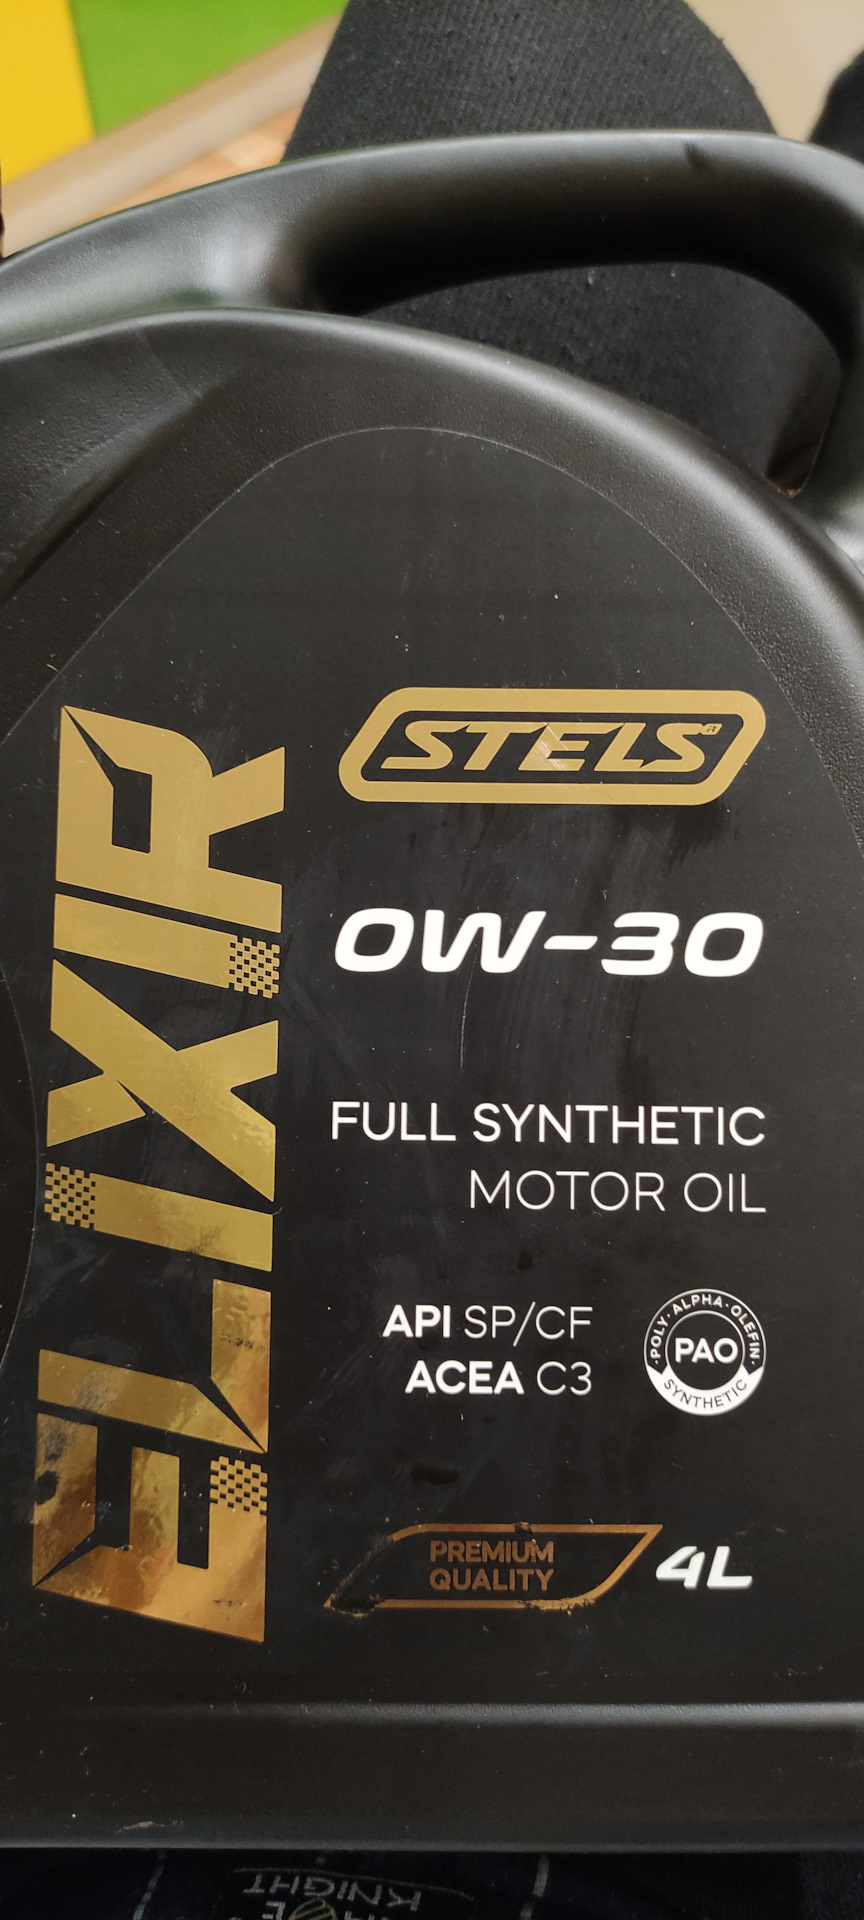 ELIXIR
STELS®
0W-30
FULL SYNTHETIC
MOTOR OIL
API SP/CF
ACEA C3
·POLY·ALPHA·OLEFIN·
PAO
SYNTHETIC
PREMIUM
QUALITY
4L
KNIGHT